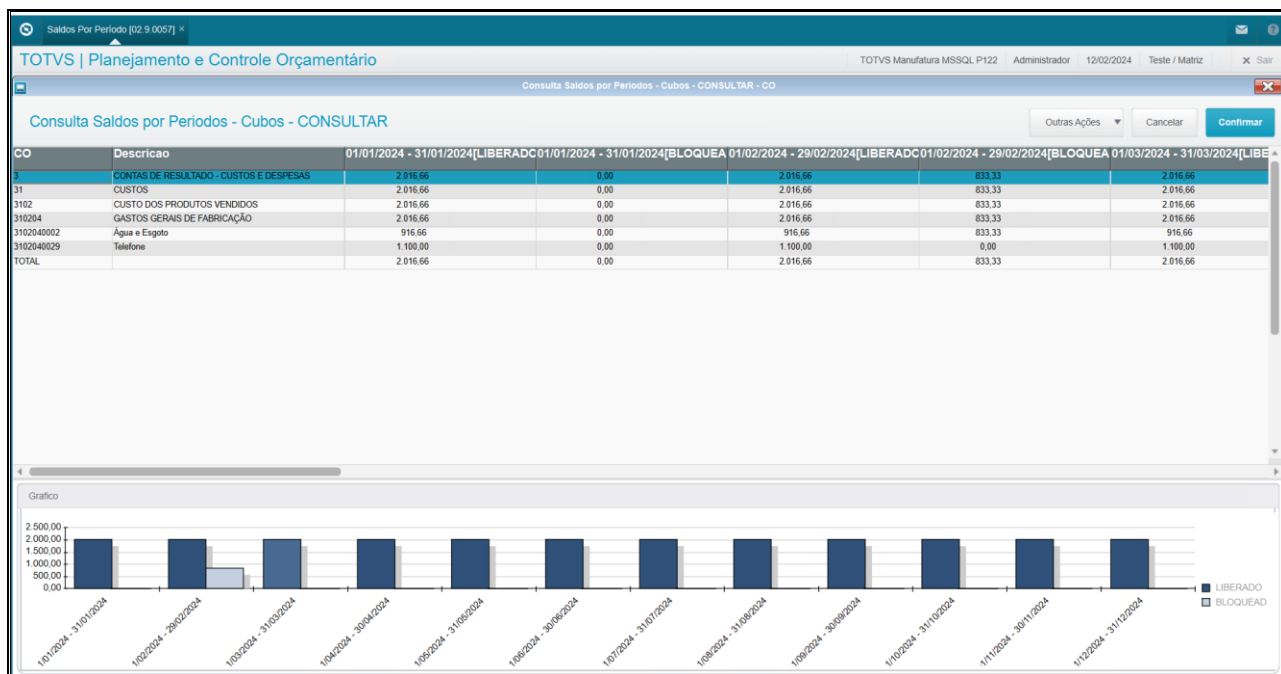 Saldos Por Período [02.9.0057] ×
TOTVS | Planejamento e Controle Orçamentário TOTVS Manufatura MSSQL P122 Administrador 12/02/2024 Teste / Matriz × Sair
Consulta Saldos por Periodos - Cubos - CONSULTAR - CO
Consulta Saldos por Periodos - Cubos - CONSULTAR Outras Ações Cancelar Confirmar
CO Descricao 01/01/2024 - 31/01/2024[LIBERADO 01/01/2024 - 31/01/2024[BLOQUEA 01/02/2024 - 29/02/2024[LIBERADO 01/02/2024 - 29/02/2024[BLOQUEA 01/03/2024 - 31/03/2024[LIBE
3 CONTAS DE RESULTADO - CUSTOS E DESPESAS 2.016,66 0,00 2.016,66 833,33 2.016,66
31 CUSTOS 2.016,66 0,00 2.016,66 833,33 2.016,66
3102 CUSTO DOS PRODUTOS VENDIDOS 2.016,66 0,00 2.016,66 833,33 2.016,66
310204 GASTOS GERAIS DE FABRICAÇÃO 2.016,66 0,00 2.016,66 833,33 2.016,66
3102040002 Água e Esgoto 916,66 0,00 916,66 833,33 916,66
3102040029 Telefone 1.100,00 0,00 1.100,00 0,00 1.100,00
TOTAL 2.016,66 0,00 2.016,66 833,33 2.016,66
Grafico
2.500,00
2.000,00
1.500,00
1.000,00
500,00
0,00
LIBERADO
BLOQUEAD
1/01/2024 - 31/01/2024
1/02/2024 - 29/02/2024
1/03/2024 - 31/03/2024
1/04/2024 - 30/04/2024
1/05/2024 - 31/05/2024
1/06/2024 - 30/06/2024
1/07/2024 - 31/07/2024
1/08/2024 - 31/08/2024
1/09/2024 - 30/09/2024
1/10/2024 - 31/10/2024
1/11/2024 - 30/11/2024
1/12/2024 - 31/12/2024